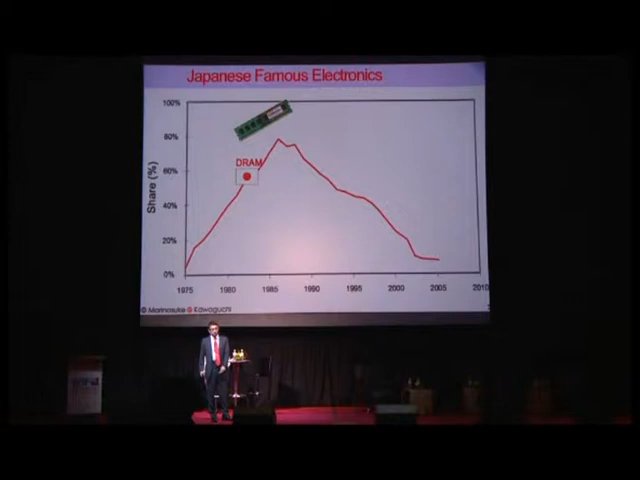 Japanese Famous Electronics
100%
80%
60%
40%
20%
0%
Share (%)
DRAM
1975 1980 1985 1990 1995 2000 2005 2010
© Morinosuke Kawaguchi